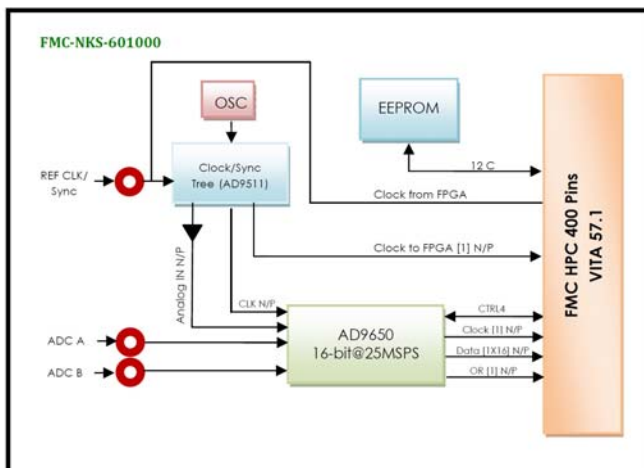 FMC-NKS-601000
OSC
EEPROM
REF CLK/
Sync
Clock/Sync
Tree (AD9511)
12 C
Clock from FPGA
Clock to FPGA [1] N/P
Analog IN N/P
CLK N/P
ADC A
ADC B
AD9650
16-bit@25MSPS
CTRL4
Clock [1] N/P
Data [1X16] N/P
OR [1] N/P
FMC HPC 400 Pins
VITA 57.1